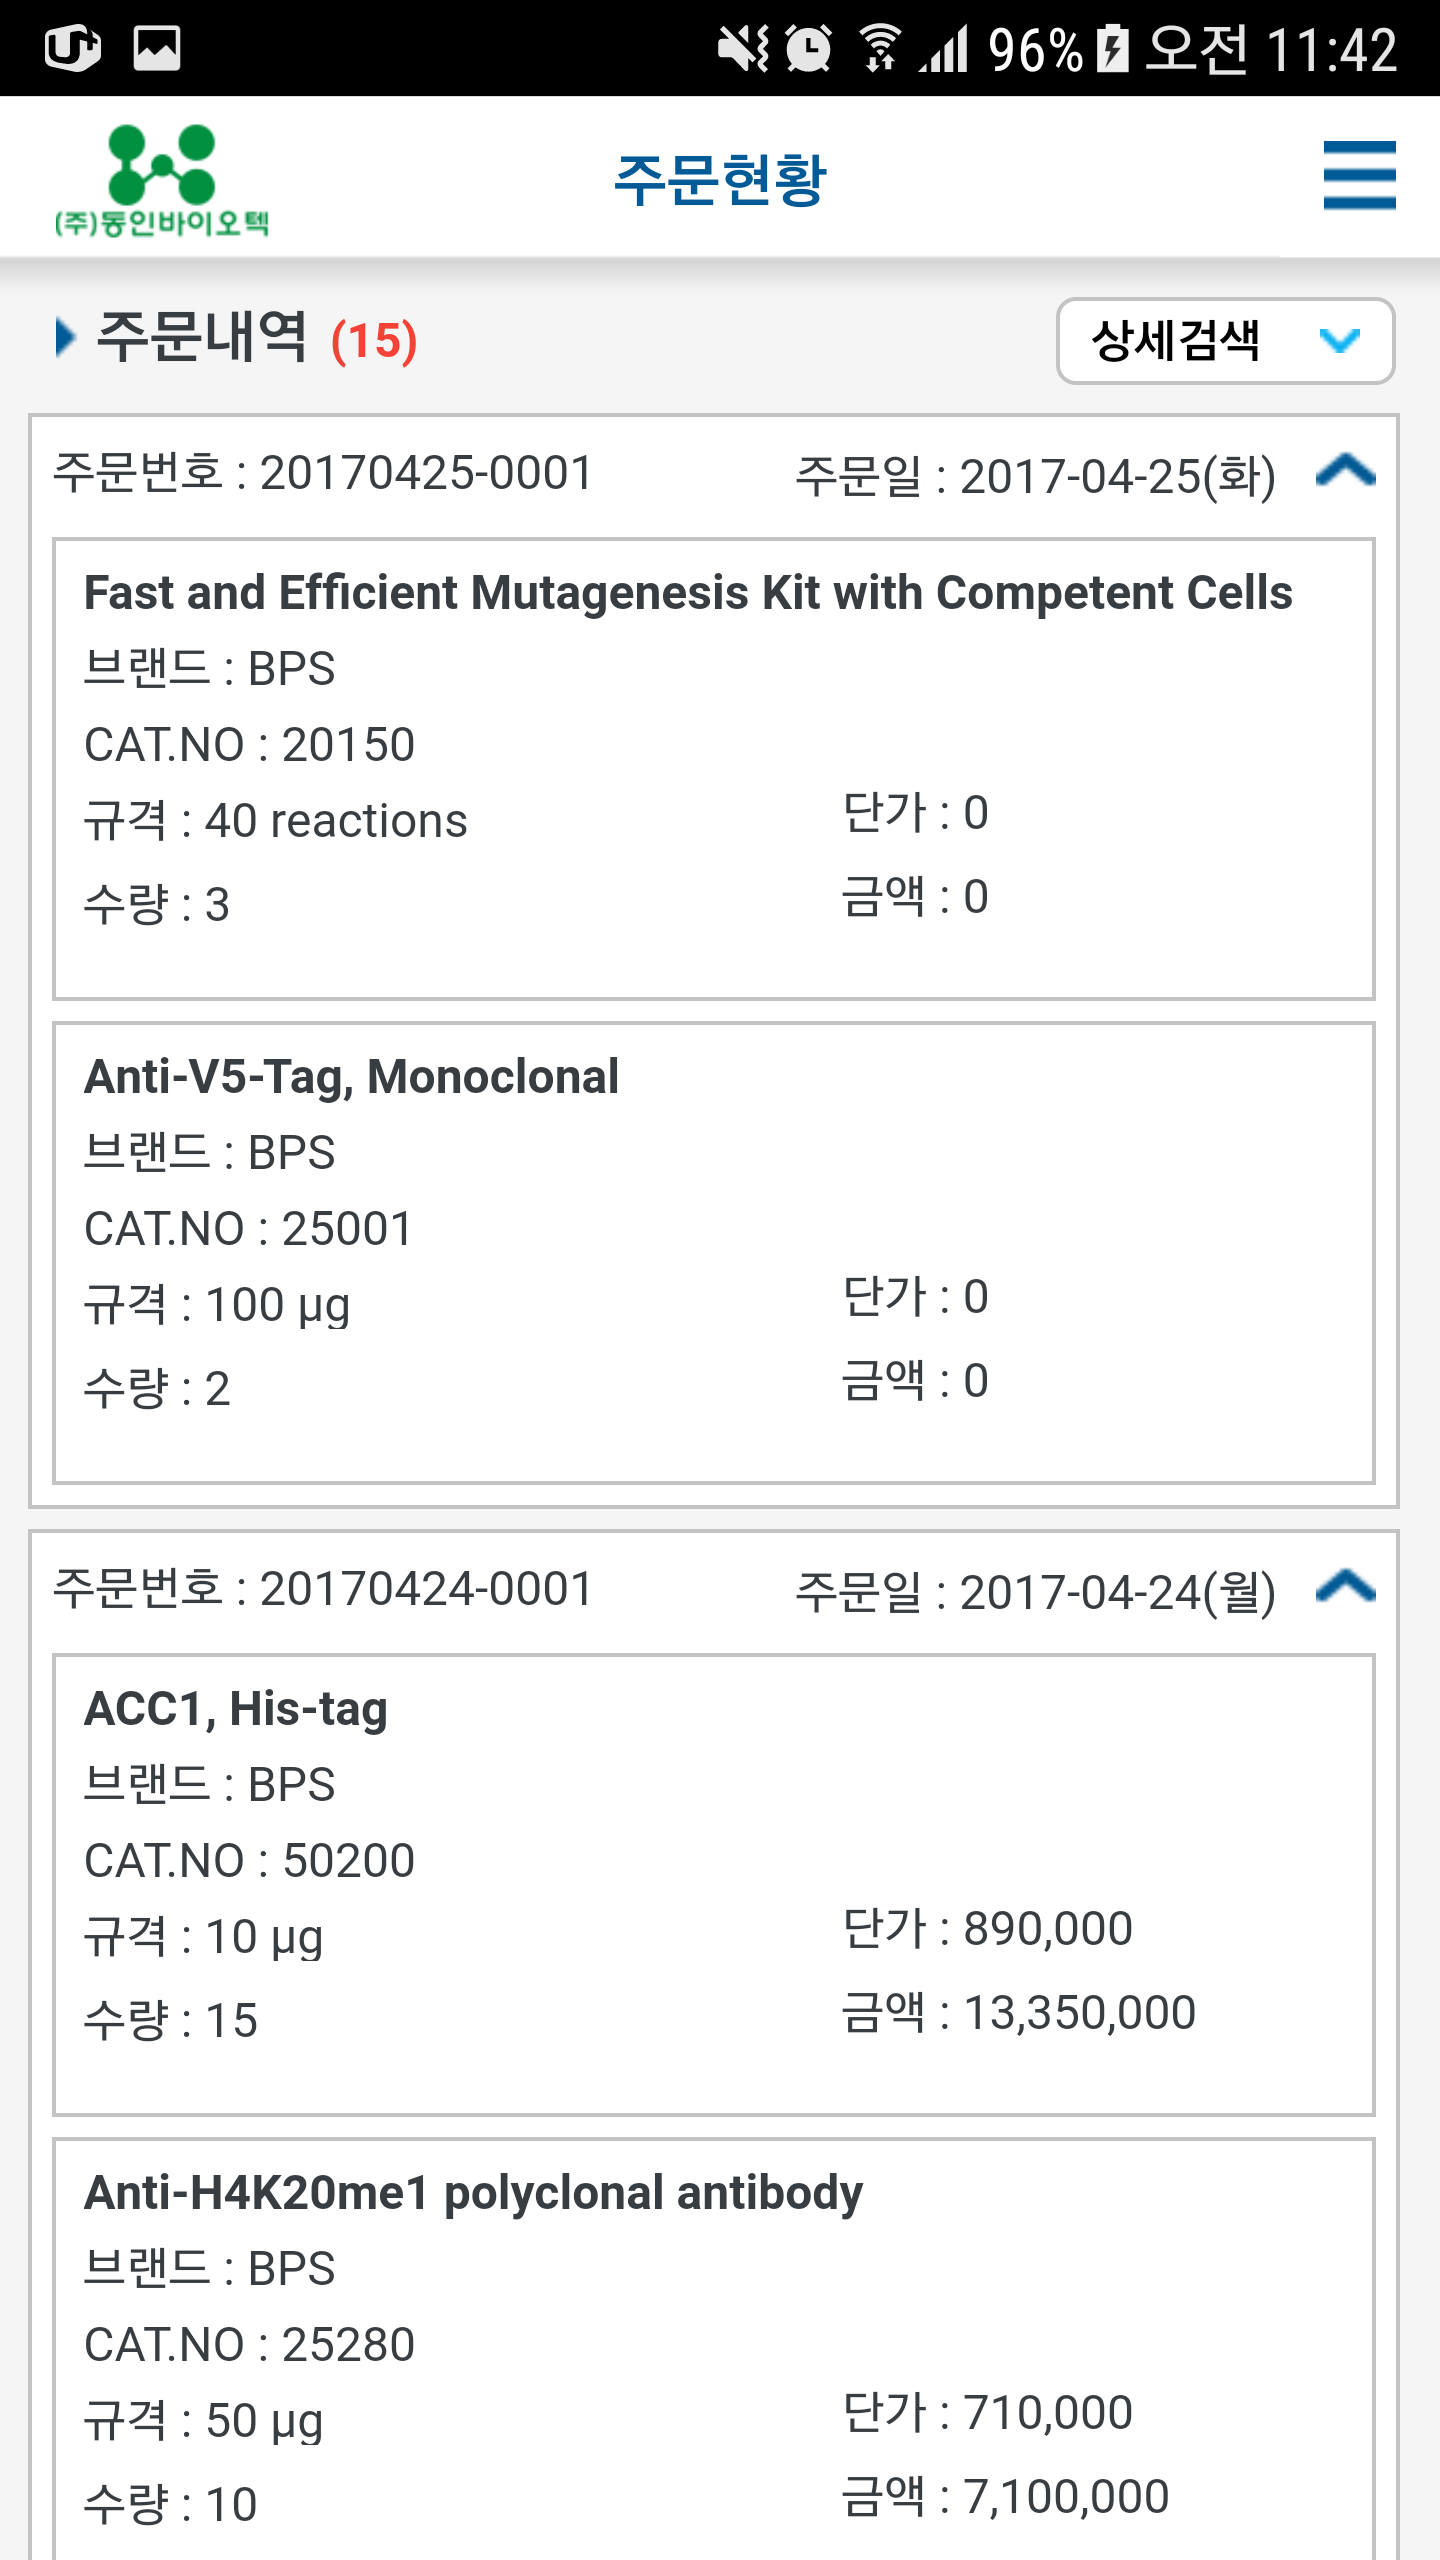 96% 오전 11:42
(주)동인바이오텍
주문현황
주문내역 (15)
상세검색
주문번호 : 20170425-0001 주문일 : 2017-04-25(화)
Fast and Efficient Mutagenesis Kit with Competent Cells
브랜드 : BPS
CAT.NO : 20150
규격 : 40 reactions 단가 : 0
수량 : 3 금액 : 0
Anti-V5-Tag, Monoclonal
브랜드 : BPS
CAT.NO : 25001
규격 : 100 µg 단가 : 0
수량 : 2 금액 : 0
주문번호 : 20170424-0001 주문일 : 2017-04-24(월)
ACC1, His-tag
브랜드 : BPS
CAT.NO : 50200
규격 : 10 µg 단가 : 890,000
수량 : 15 금액 : 13,350,000
Anti-H4K20me1 polyclonal antibody
브랜드 : BPS
CAT.NO : 25280
규격 : 50 µg 단가 : 710,000
수량 : 10 금액 : 7,100,000